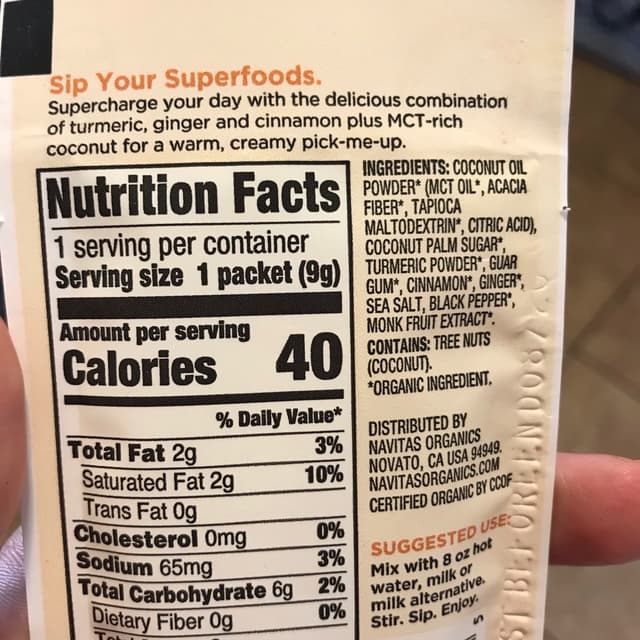 Sip Your Superfoods.
Supercharge your day with the delicious combination
of turmeric, ginger and cinnamon plus MCT-rich
coconut for a warm, creamy pick-me-up.
Nutrition Facts
1 serving per container
Serving size 1 packet (9g)
Amount per serving
Calories 40
% Daily Value*
Total Fat 2g 3%
Saturated Fat 2g 10%
Trans Fat 0g
Cholesterol 0mg 0%
Sodium 65mg 3%
Total Carbohydrate 6g 2%
Dietary Fiber 0g 0%
INGREDIENTS: COCONUT OIL
POWDER* (MCT OIL*, ACACIA
FIBER*, TAPIOCA
MALTODEXTRIN*, CITRIC ACID),
COCONUT PALM SUGAR*,
TURMERIC POWDER*, GUAR
GUM*, CINNAMON*, GINGER*,
SEA SALT, BLACK PEPPER*,
MONK FRUIT EXTRACT*.
CONTAINS: TREE NUTS
(COCONUT).
*ORGANIC INGREDIENT.
DISTRIBUTED BY
NAVITAS ORGANICS
NOVATO, CA USA 94949.
NAVITASORGANICS.COM
CERTIFIED ORGANIC BY CCOF
SUGGESTED USE:
Mix with 8 oz hot
water, milk or
milk alternative.
Stir. Sip. Enjoy.